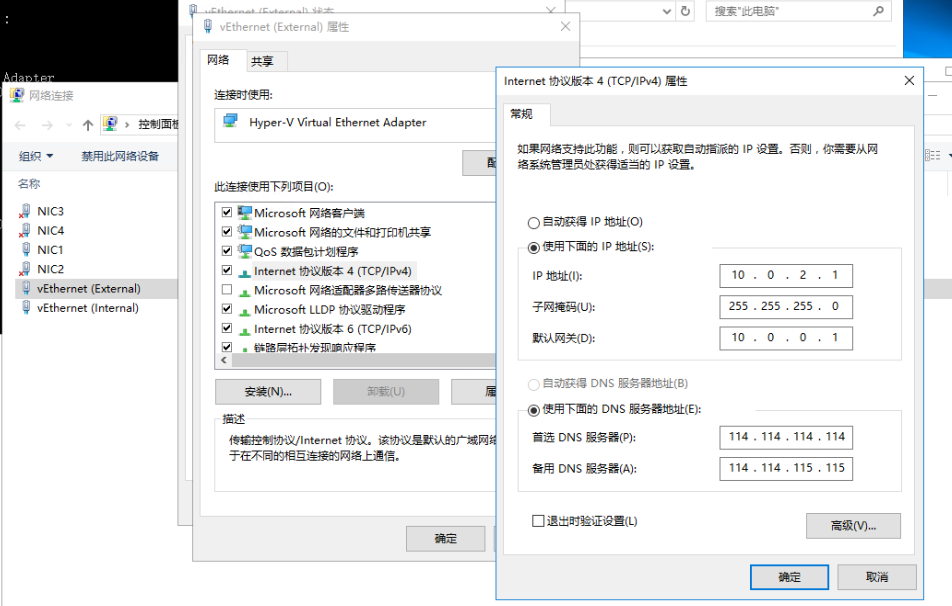 :
Adapter
网络连接
控制面板
组织
禁用此网络设备
名称
NIC3
NIC4
NIC1
NIC2
vEthernet (External)
vEthernet (Internal)
vEthernet (External) 状态
vEthernet (External) 属性
网络
共享
连接时使用:
Hyper-V Virtual Ethernet Adapter
配
此连接使用下列项目(O):
Microsoft 网络客户端
Microsoft 网络的文件和打印机共享
QoS 数据包计划程序
Internet 协议版本 4 (TCP/IPv4)
Microsoft 网络适配器多路传送器协议
Microsoft LLDP 协议驱动程序
Internet 协议版本 6 (TCP/IPv6)
链路层拓扑发现响应程序
安装(N)...
卸载(U)
属
描述
传输控制协议/Internet 协议。该协议是默认的广域网络
于在不同的相互连接的网络上通信。
确定
搜索"此电脑"
Internet 协议版本 4 (TCP/IPv4) 属性
常规
如果网络支持此功能，则可以获取自动指派的 IP 设置。否则，你需要从网
络系统管理员处获得适当的 IP 设置。
自动获得 IP 地址(O)
使用下面的 IP 地址(S):
IP 地址(I):
10 . 0 . 2 . 1
子网掩码(U):
255 . 255 . 255 . 0
默认网关(D):
10 . 0 . 0 . 1
自动获得 DNS 服务器地址(B)
使用下面的 DNS 服务器地址(E):
首选 DNS 服务器(P):
114 . 114 . 114 . 114
备用 DNS 服务器(A):
114 . 114 . 115 . 115
退出时验证设置(L)
高级(V)...
确定
取消